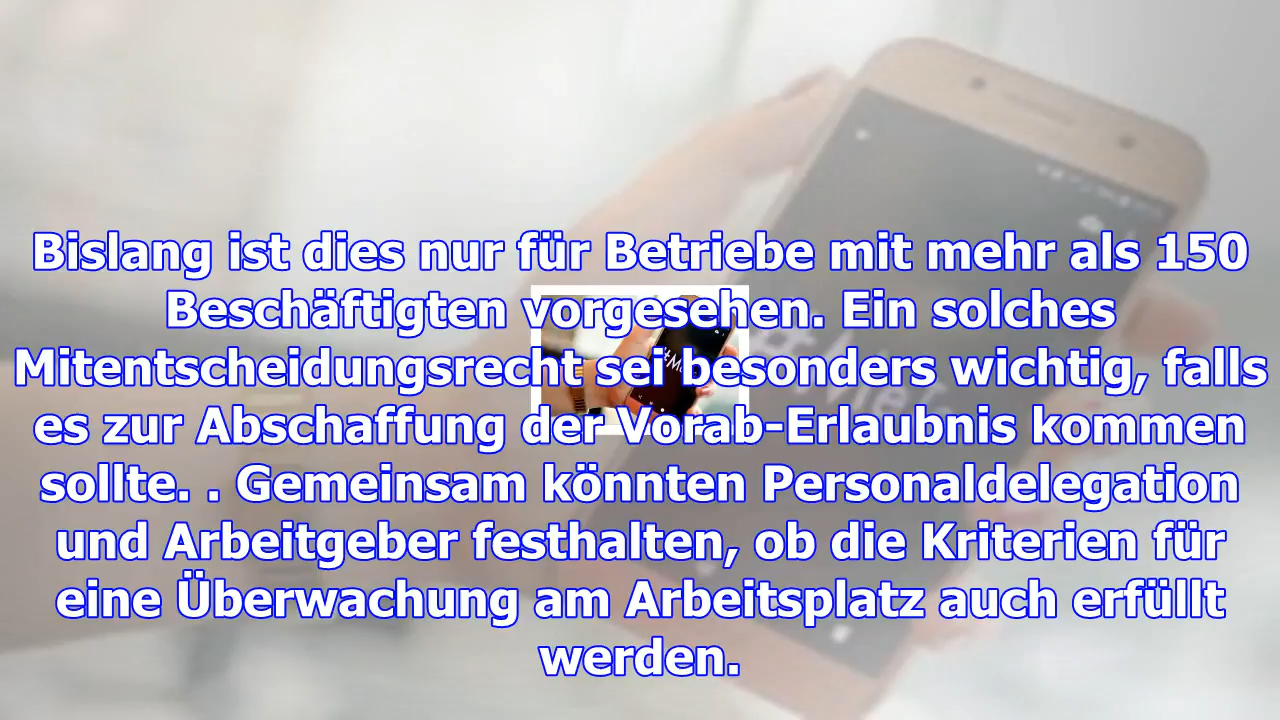 Bislang ist dies nur für Betriebe mit mehr als 150
Beschäftigten vorgesehen. Ein solches
Mitentscheidungsrecht sei besonders wichtig, falls
es zur Abschaffung der Vorab-Erlaubnis kommen
sollte. . Gemeinsam könnten Personaldelegation
und Arbeitgeber festhalten, ob die Kriterien für
eine Überwachung am Arbeitsplatz auch erfüllt
werden.